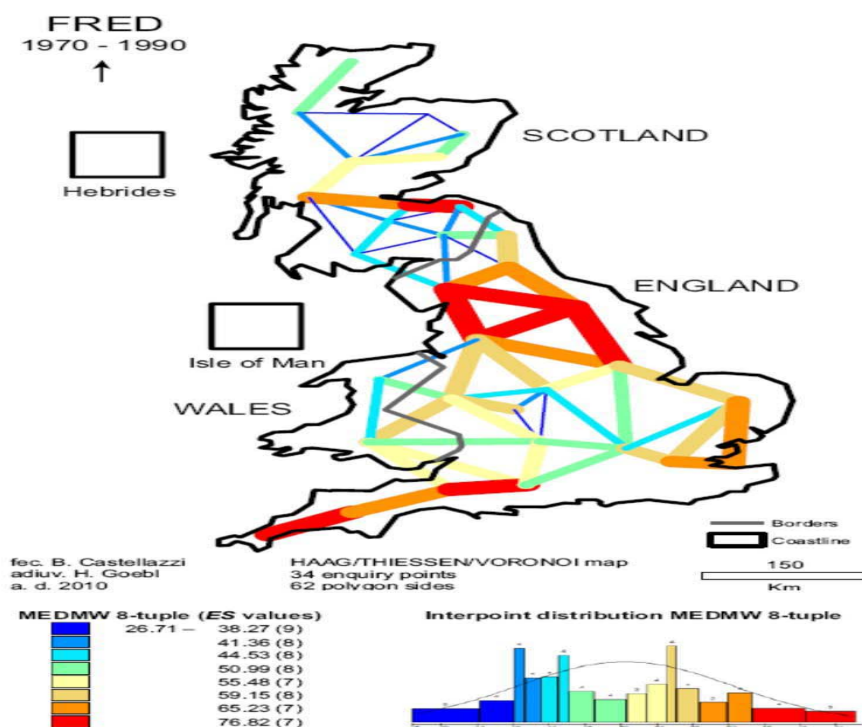 FRED
1970 - 1990
SCOTLAND
Hebrides
ENGLAND
Isle of Man
WALES
Borders
Coastline
fec. B. Castellazzi
adiuv. H. Goebl
a. d. 2010
HAAG/THIESSEN/VORONOI map
34 enquiry points
62 polygon sides
150
Km
MEDMW 8-tuple (ES values)
26.71 – 38.27 (9)
41.36 (8)
44.53 (8)
50.99 (8)
55.48 (7)
59.15 (8)
65.23 (7)
76.82 (7)
Interpoint distribution MEDMW 8-tuple